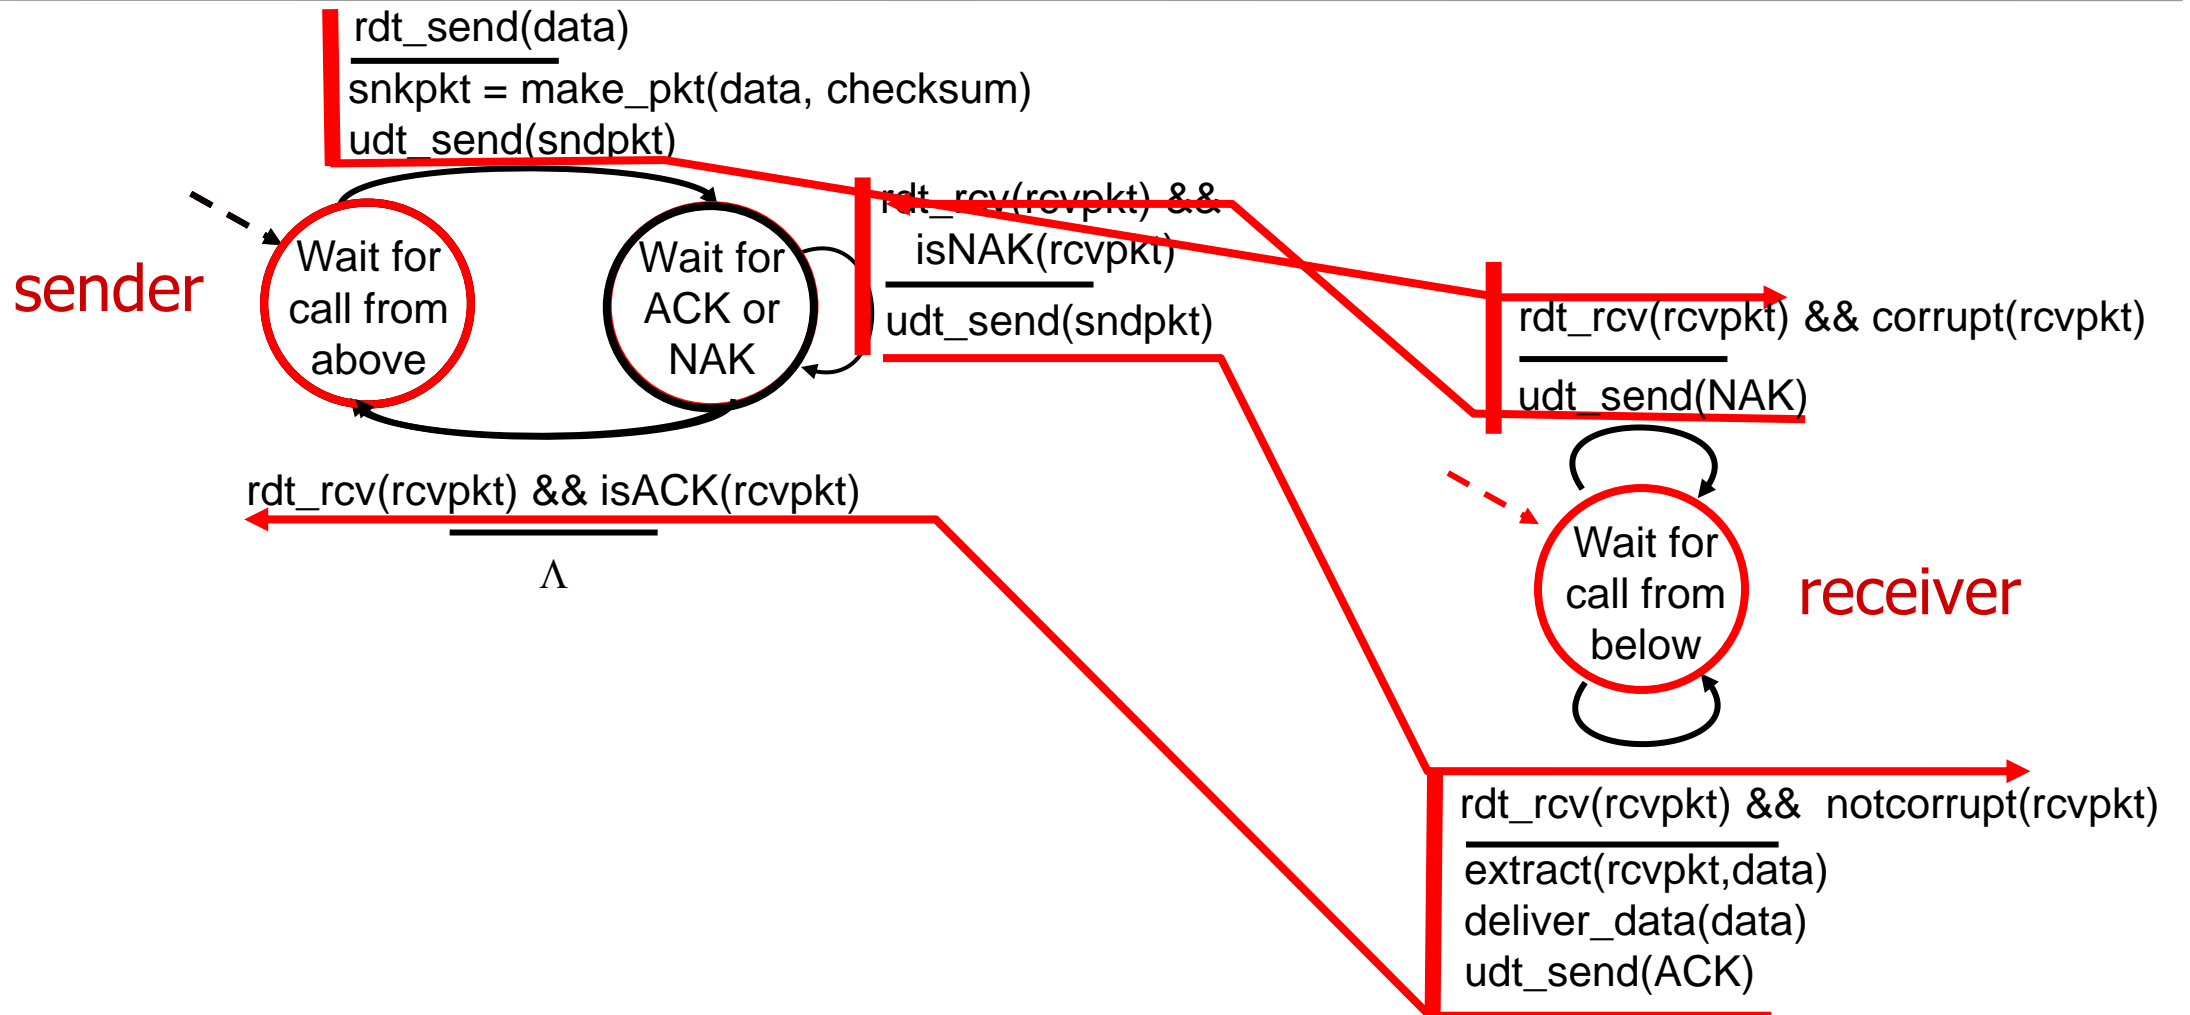 rdt_send(data)
snkpkt = make_pkt(data, checksum)
udt_send(sndpkt)
sender
Wait for
call from
above
Wait for
ACK or
NAK
rdt_rcv(rcvpkt) &&
isNAK(rcvpkt)
udt_send(sndpkt)
rdt_rcv(rcvpkt) && isACK(rcvpkt)
Λ
rdt_rcv(rcvpkt) && corrupt(rcvpkt)
udt_send(NAK)
Wait for
call from
below
receiver
rdt_rcv(rcvpkt) && notcorrupt(rcvpkt)
extract(rcvpkt,data)
deliver_data(data)
udt_send(ACK)